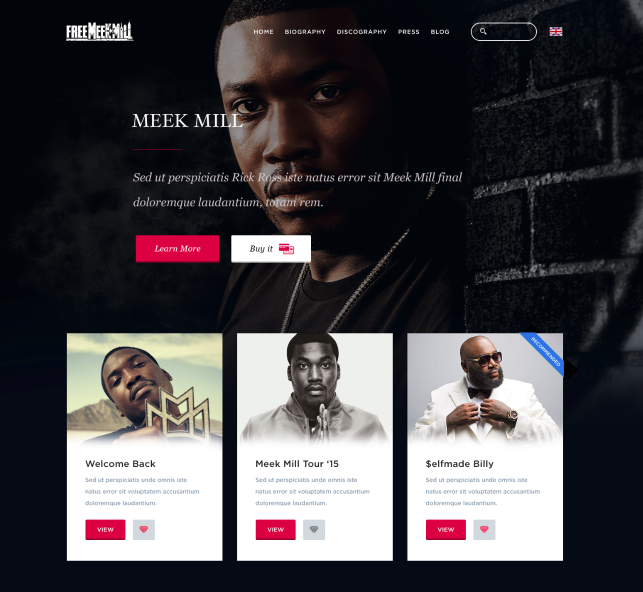 FREEMEEKMILL
HOME BIOGRAPHY DISCOGRAPHY PRESS BLOG
MEEK MILL
Sed ut perspiciatis Rick Ross iste natus error sit Meek Mill final
doloremque laudantium, totam rem.
Learn More Buy it
RECOMMENDED
Welcome Back Meek Mill Tour '15 $elfmade Billy
Sed ut perspiciatis unde omnis iste
natus error sit voluptatem accusantium
doloremque laudantium.
Sed ut perspiciatis unde omnis iste
natus error sit voluptatem accusantium
doloremque laudantium.
Sed ut perspiciatis unde omnis iste
natus error sit voluptatem accusantium
doloremque laudantium.
VIEW VIEW VIEW